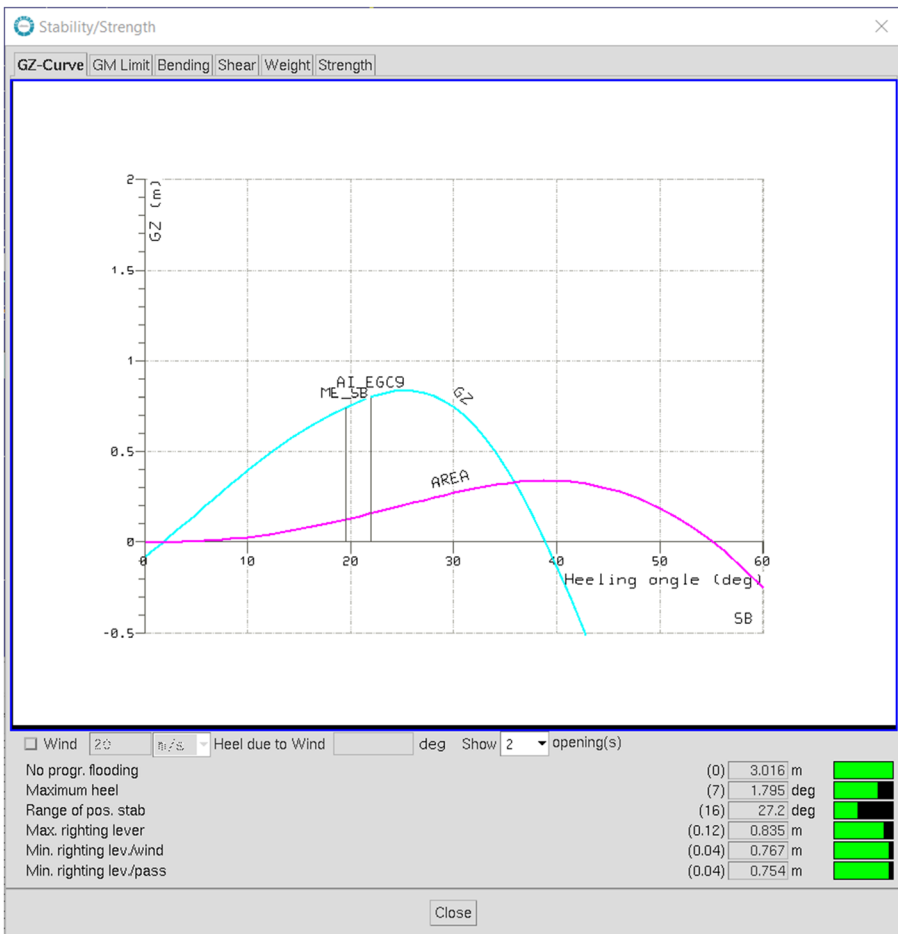 Stability/Strength
GZ-Curve GM Limit Bending Shear Weight Strength
2
GZ (m)
1.5
1
AI_EGC9
ME_SB
GZ
0.5
AREA
0
0 10 20 30 40 50 60
Heeling angle (deg)
SB
-0.5
Wind 20 m/s Heel due to Wind deg Show 2 opening(s)
No progr. flooding (0) 3.016 m
Maximum heel (7) 1.795 deg
Range of pos. stab (16) 27.2 deg
Max. righting lever (0.12) 0.835 m
Min. righting lev./wind (0.04) 0.767 m
Min. righting lev./pass (0.04) 0.754 m
Close